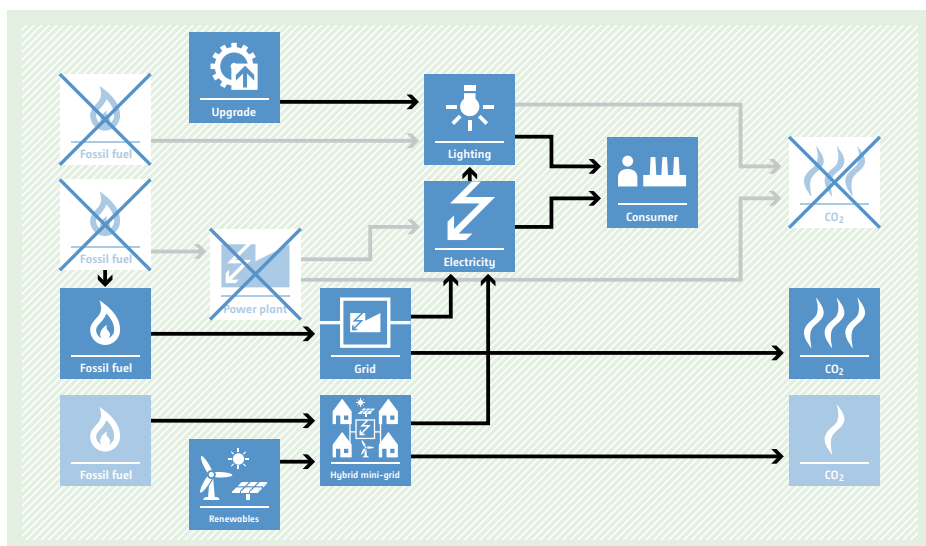 Upgrade
Fossil fuel
Lighting
Consumer
CO₂
Fossil fuel
Electricity
Power plant
Fossil fuel
Grid
CO₂
Fossil fuel
Hybrid mini-grid
CO₂
Renewables